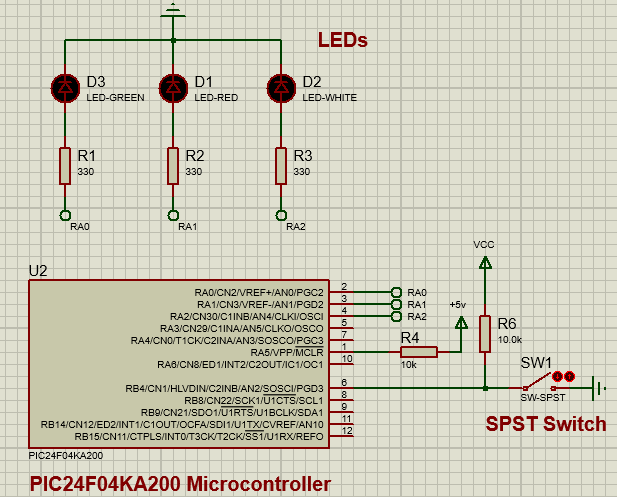 LEDs
D3
LED-GREEN
D1
LED-RED
D2
LED-WHITE
R1
330
R2
330
R3
330
RA0
RA1
RA2
U2
RA0/CN2/VREF+/AN0/PGC2 2 RA0
RA1/CN3/VREF-/AN1/PGD2 3 RA1
RA2/CN30/C1INB/AN4/CLKI/OSCI 4 RA2
RA3/CN29/C1INA/AN5/CLKO/OSCO 5
RA4/CN0/T1CK/C2INA/AN3/SOSCO/PGC3 7
RA5/VPP/MCLR 1
RA6/CN8/ED1/INT2/C2OUT/IC1/OC1 10
RB4/CN1/HLVDIN/C2INB/AN2/SOSCI/PGD3 6
RB8/CN22/SCK1/U1CTS/SCL1 8
RB9/CN21/SDO1/U1RTS/U1BCLK/SDA1 9
RB14/CN12/ED2/INT1/C1OUT/OCFA/SDI1/U1TX/CVREF/AN10 11
RB15/CN11/CTPLS/INT0/T3CK/T2CK/SS1/U1RX/REFO 12
PIC24F04KA200
R4
10k
+5v
VCC
R6
10.0k
SW1
SW-SPST
SPST Switch
PIC24F04KA200 Microcontroller